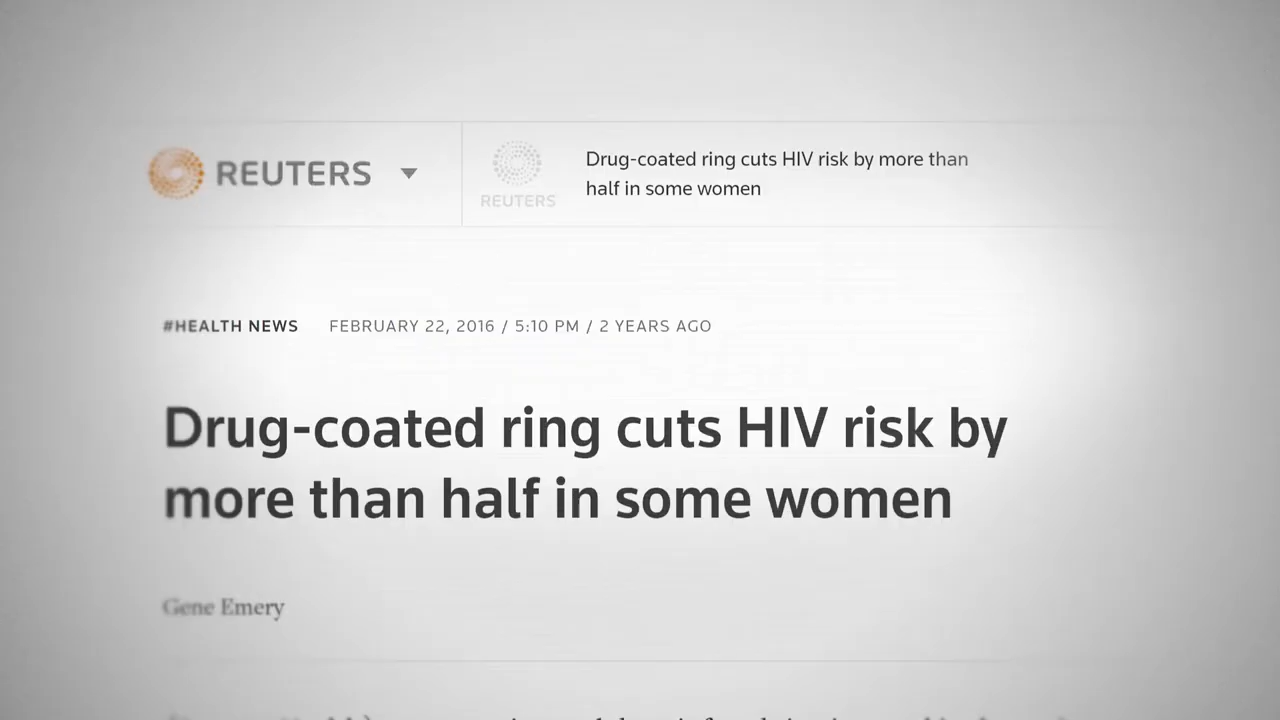 REUTERS
REUTERS
Drug-coated ring cuts HIV risk by more than
half in some women
#HEALTH NEWS FEBRUARY 22, 2016 / 5:10 PM / 2 YEARS AGO
Drug-coated ring cuts HIV risk by
more than half in some women
Gene Emery